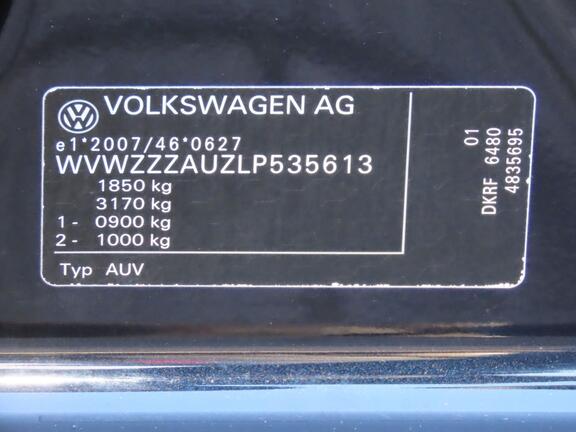 VOLKSWAGEN AG
e1*2007/46*0627
WVWZZZAUZLP535613
1850 kg
3170 kg
1- 0900 kg
2- 1000 kg
Typ AUV
01
DKRF 6480
4835695